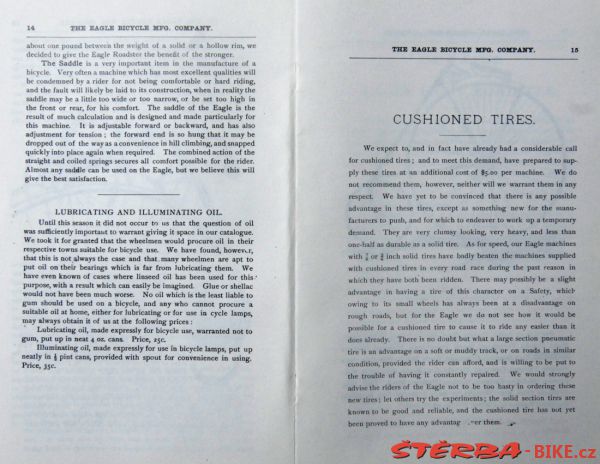 14 THE EAGLE BICYCLE MFG. COMPANY.
about one pound between the weight of a solid or a hollow rim, we
decided to give the Eagle Roadster the benefit of the stronger.
The Saddle is a very important item in the manufacture of a
bicycle. Very often a machine which has most excellent qualities will
be condemned by a rider for not being comfortable or hard riding,
and the fault will likely be laid to its construction, when in reality the
saddle may be a little too wide or too narrow, or be set too high in
the front or rear, for his comfort. The saddle of the Eagle is the
result of much calculation and is designed and made particularly for
this machine. It is adjustable forward or backward, and has also
adjustment for tension; the forward end is so hung that it may be
dropped out of the way as a convenience in hill climbing, and snapped
quickly into place again when required. The combined action of the
straight and coiled springs secures all comfort possible for the rider.
Almost any saddle can be used on the Eagle, but we believe this will
give the best satisfaction.
LUBRICATING AND ILLUMINATING OIL.
Until this season it did not occur to us that the question of oil
was sufficiently important to warrant giving it space in our catalogue.
We took it for granted that the wheelmen would procure oil in their
respective towns suitable for bicycle use. We have found, however,
that this is not always the case and that many wheelmen are apt to
put oil on their bearings which is far from lubricating them. We
have even known of cases where linseed oil has been used for this
purpose, with a result which can easily be imagined. Glue or shellac
would not have been much worse. No oil which is the least liable to
gum should be used on a bicycle, and any who cannot procure a
suitable oil at home, either for lubricating or for use in cycle lamps,
may always obtain it of us at the following prices:
Lubricating oil, made expressly for bicycle use, warranted not to
gum, put up in neat 4 oz. cans. Price, 25c.
Illuminating oil, made expressly for use in bicycle lamps, put up
neatly in ½ pint cans, provided with spout for convenience in using.
Price, 35c.
THE EAGLE BICYCLE MFG. COMPANY. 15
CUSHIONED TIRES.
We expect to, and in fact have already had a considerable call
for cushioned tires; and to meet this demand, have prepared to sup-
ply these tires at an additional cost of $5.00 per machine. We do
not recommend them, however, neither will we warrant them in any
respect. We have yet to be convinced that there is any possible
advantage in these tires, except as something new for the manu-
facturers to push, and for which to endeavor to work up a temporary
demand. They are very clumsy looking, very heavy, and less than
one-half as durable as a solid tire. As for speed, our Eagle machines
with ⅞ or ¾ inch solid tires have bodly beaten the machines supplied
with cushioned tires in every road race during the past reason in
which they have both been ridden. There may possibly be a slight
advantage in having a tire of this character on a Safety, which
owing to its small wheels has always been at a disadvantage on
rough roads, but for the Eagle we do not see how it would be
possible for a cushioned tire to cause it to ride any easier than it
does already. There is no doubt but what a large section pneumatic
tire is an advantage on soft or muddy track, or on roads in similar
condition, provided the rider can afford, and is willing to be put to
the trouble of having it constantly repaired. We would strongly
advise the riders of the Eagle not to be too hasty in ordering these
new tires; let others try the experiments; the solid section tires are
known to be good and reliable, and the cushioned tire has not yet
been proved to have any advantag ver them.
ŠTĚRBA-BIKE.cz